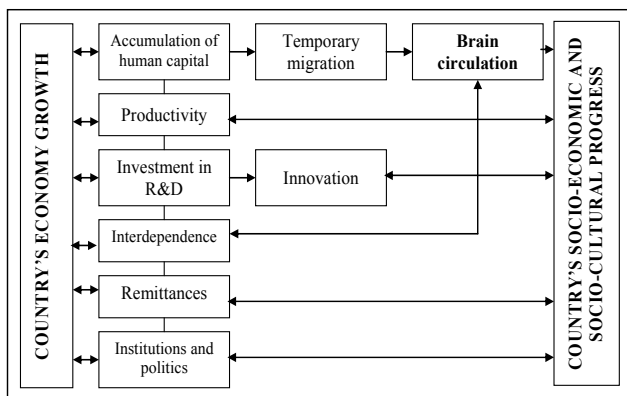 COUNTRY'S ECONOMY GROWTH
Accumulation of
human capital
Temporary
migration
Brain
circulation
Productivity
Investment in
R&D
Innovation
Interdependence
Remittances
Institutions and
politics
COUNTRY'S SOCIO-ECONOMIC AND
SOCIO-CULTURAL PROGRESS